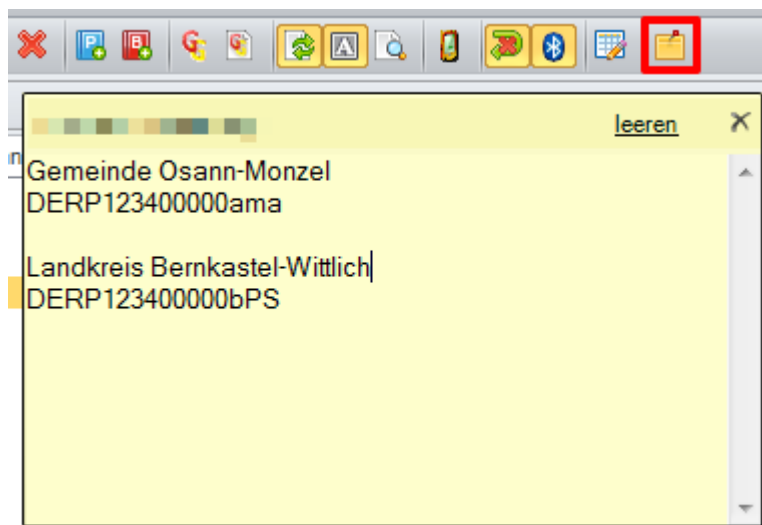 P B G G A
leeren
n
Gemeinde Osann-Monzel
DERP123400000ama
Landkreis Bernkastel-Wittlich
DERP123400000bPS